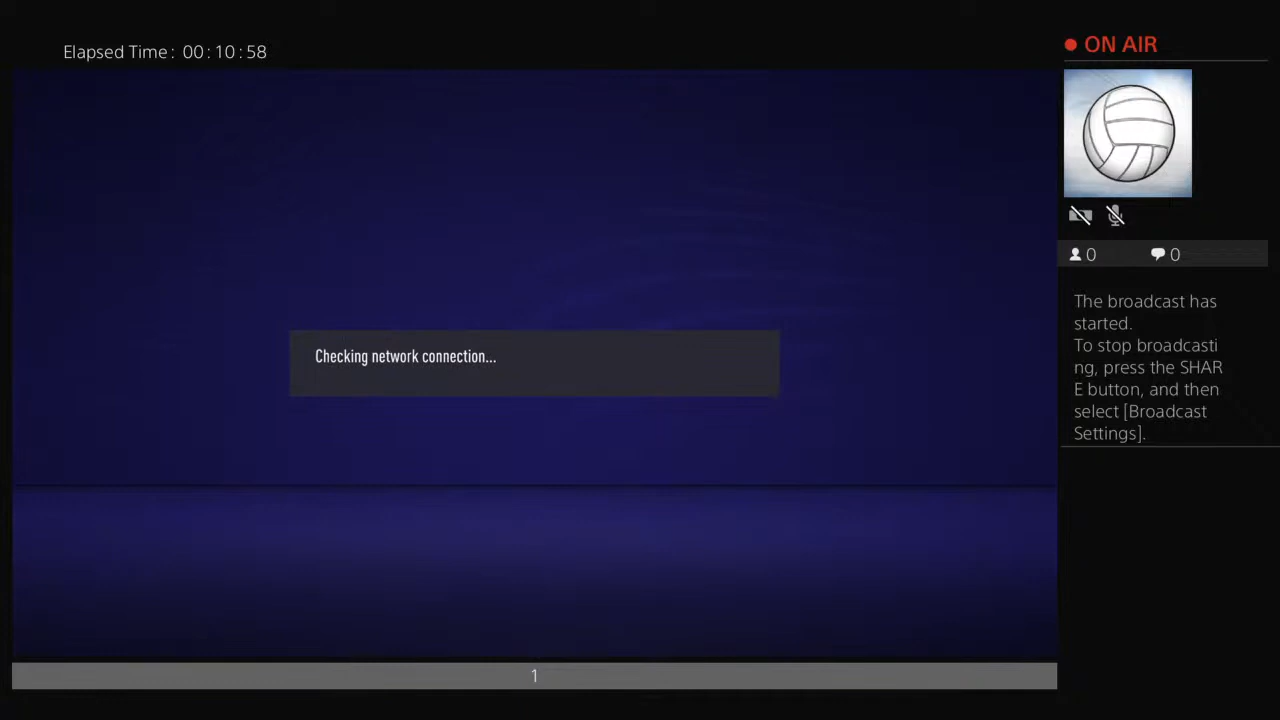 Elapsed Time: 00:10:58
ON AIR
0 0
Checking network connection...
The broadcast has
started.
To stop broadcasti
ng, press the SHAR
E button, and then
select [Broadcast
Settings].
1